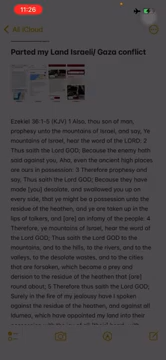 11:26
All iCloud
Parted my Land Israeli/ Gaza conflict
Ezekiel 36:1-5 (KJV) 1 Also, thou son of man,
prophesy unto the mountains of Israel, and say, Ye
mountains of Israel, hear the word of the LORD: 2
Thus saith the Lord GOD; Because the enemy hath
said against you, Aha, even the ancient high places
are ours in possession: 3 Therefore prophesy and
say, Thus saith the Lord GOD; Because they have
made [you] desolate, and swallowed you up on
every side, that ye might be a possession unto the
residue of the heathen, and ye are taken up in the
lips of talkers, and [are] an infamy of the people: 4
Therefore, ye mountains of Israel, hear the word of
the Lord GOD; Thus saith the Lord GOD to the
mountains, and to the hills, to the rivers, and to the
valleys, to the desolate wastes, and to the cities
that are forsaken, which became a prey and
derision to the residue of the heathen that [are]
round about; 5 Therefore thus saith the Lord GOD;
Surely in the fire of my jealousy have I spoken
against the residue of the heathen, and against all
Idumea, which have appointed my land into their